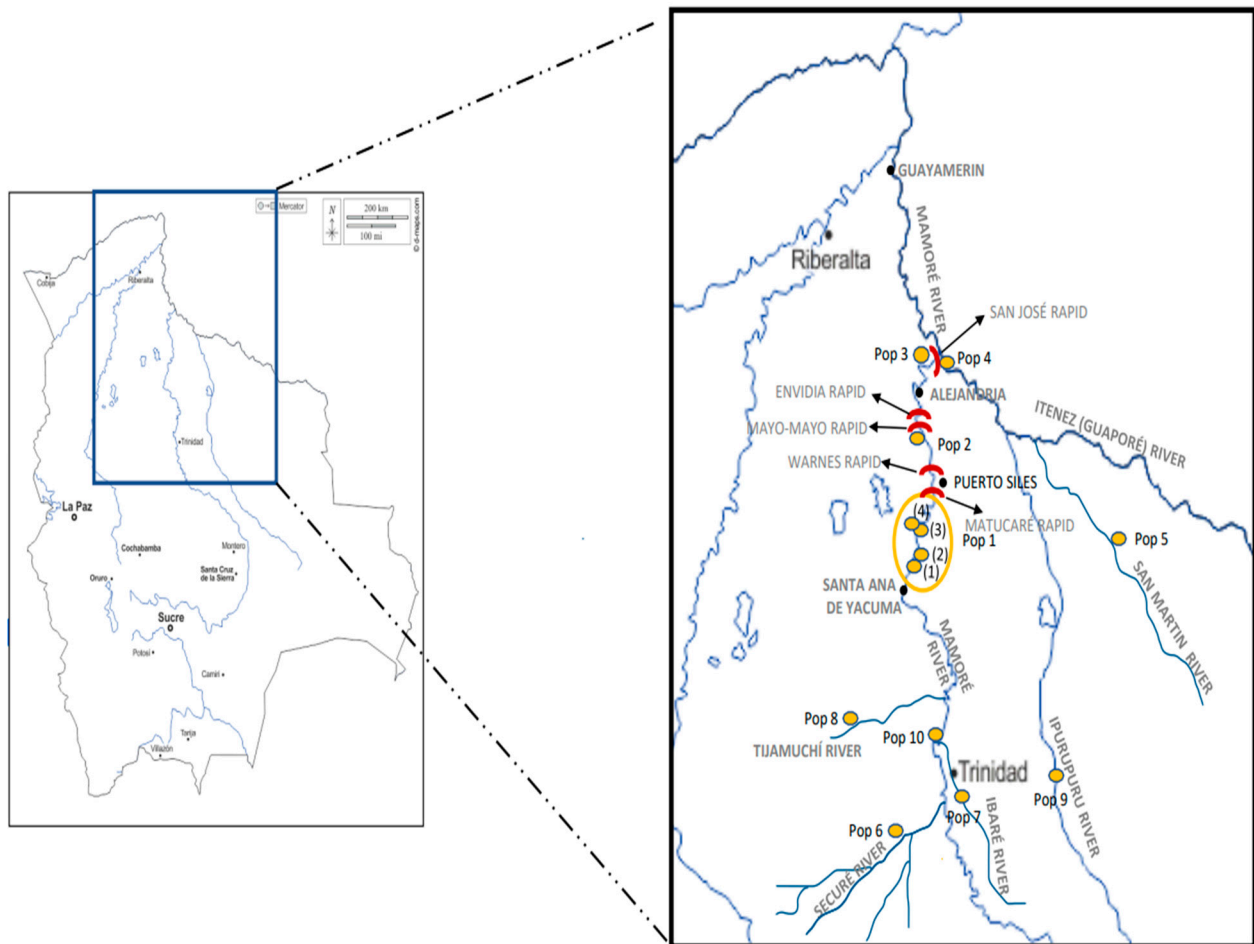 Mercator
N
200 km
100 mi
© d-maps.com
Cobija
Riberalta
Trinidad
La Paz
Cochabamba
Montero
Oruro
Santa Cruz
de la Sierra
Sucre
Potosí
Camiri
Tarija
Villazón
GUAYAMERIN
Riberalta
MAMORÉ RIVER
SAN JOSÉ RAPID
Pop 3
Pop 4
ENVIDIA RAPID
ALEJANDRIA
MAYO-MAYO RAPID
Pop 2
ITENEZ (GUAPORÉ) RIVER
WARNES RAPID
PUERTO SILES
(4)
MATUCARÉ RAPID
(3)
Pop 1
Pop 5
(2)
(1)
SANTA ANA
DE YACUMA
SAN MARTIN RIVER
MAMORÉ
RIVER
Pop 8
TIJAMUCHÍ RIVER
Pop 10
IPURUPURU RIVER
Trinidad
Pop 9
Pop 7
Pop 6
IBARÉ RIVER
SECURÉ RIVER